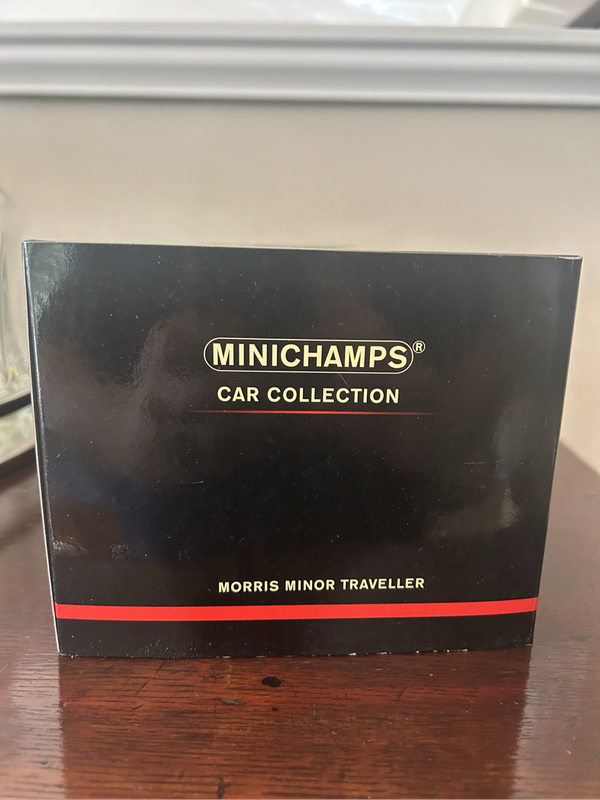 MINICHAMPS®
CAR COLLECTION
MORRIS MINOR TRAVELLER